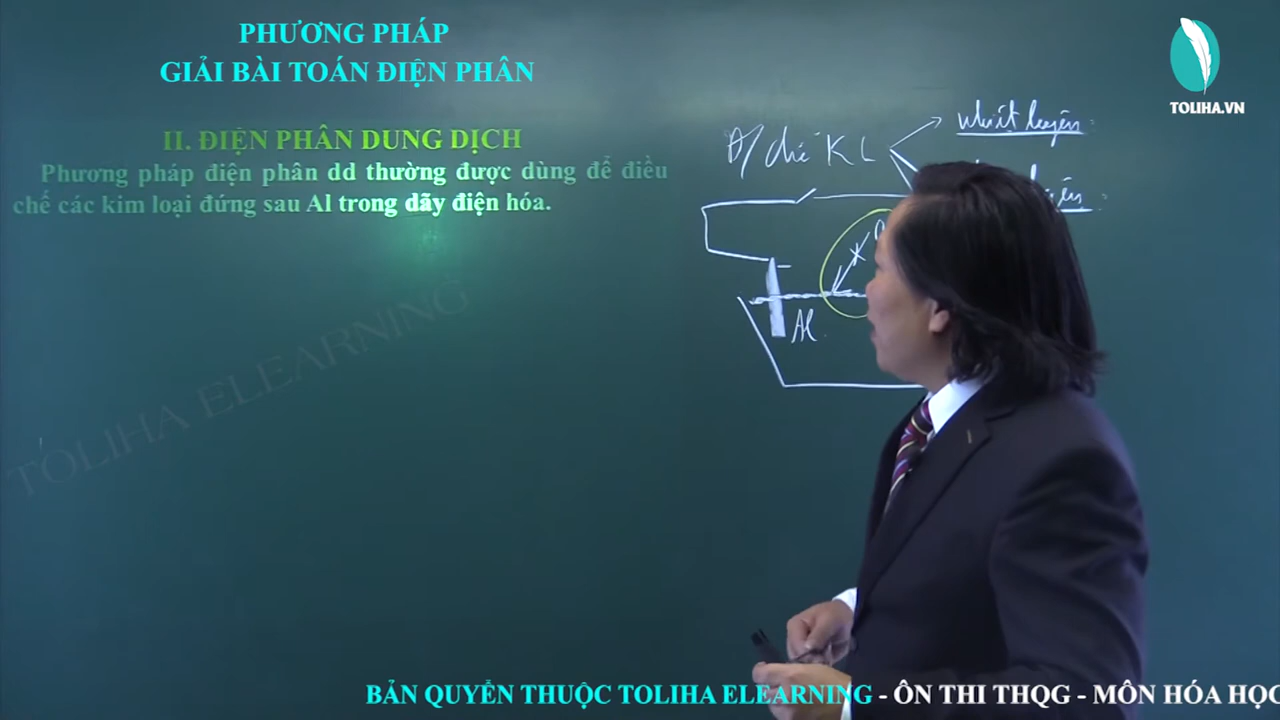 PHƯƠNG PHÁP
GIẢI BÀI TOÁN ĐIỆN PHÂN
TOLIHA.VN
II. ĐIỆN PHÂN DUNG DỊCH
Phương pháp điện phân dd thường được dùng để điều
chế các kim loại đứng sau Al trong dãy điện hóa.
Đ/ chế KL
nhiệt luyện
Al
TOLIHA ELEARNING
BẢN QUYỀN THUỘC TOLIHA ELEARNING - ÔN THI THQG - MÔN HÓA HỌC